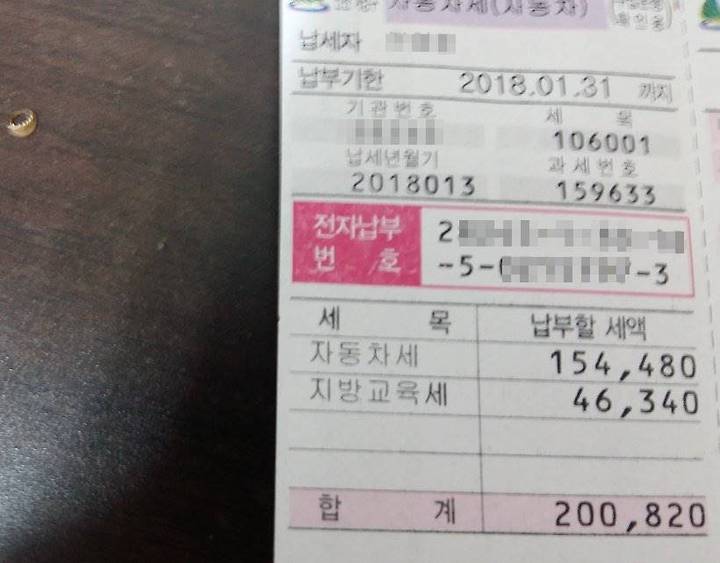 자동차세(자동차)
납세자
납부기한 2018.01.31 까지
기관번호 세 목
106001
납세년월기 과세번호
2018013 159633
전자납부 번 호
2
-5- -3
세 목 납부할 세액
자동차세 154,480
지방교육세 46,340
합 계 200,820